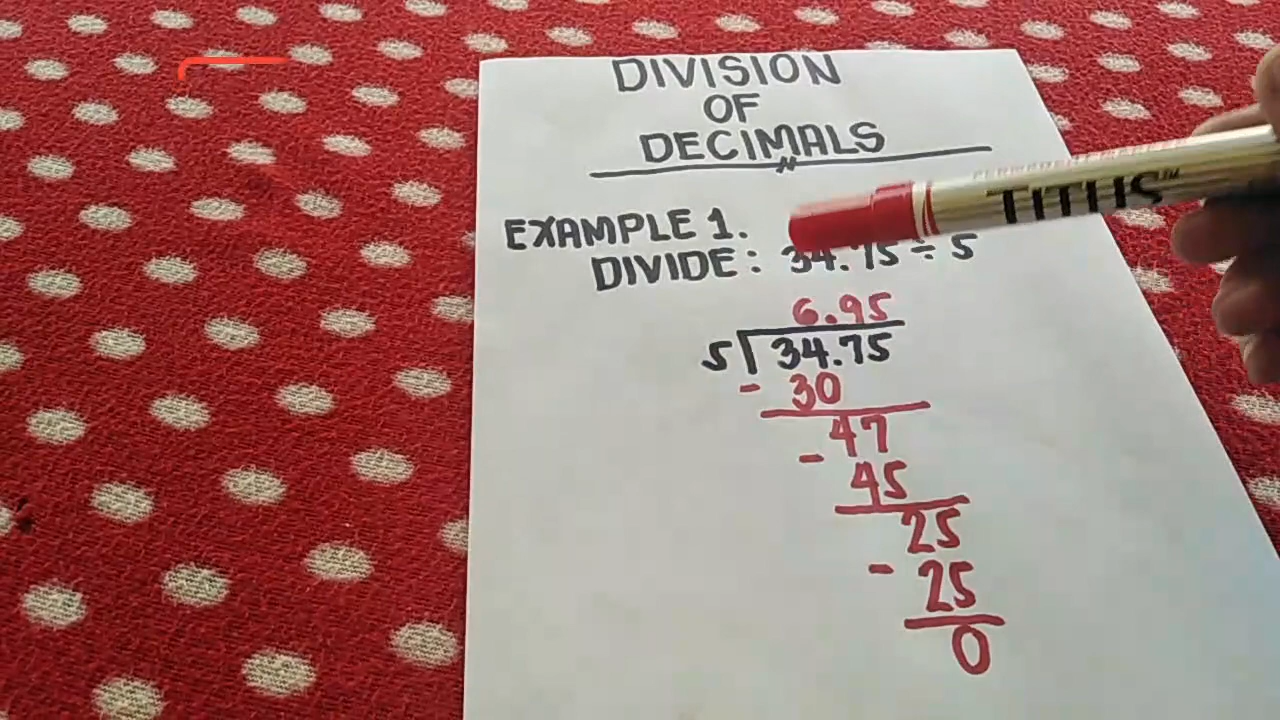 DIVISION
OF
DECIMALS
EXAMPLE 1.
DIVIDE: 34.75 ÷ 5
6.95
5 34.75
- 30
47
- 45
25
- 25
0
TITUS